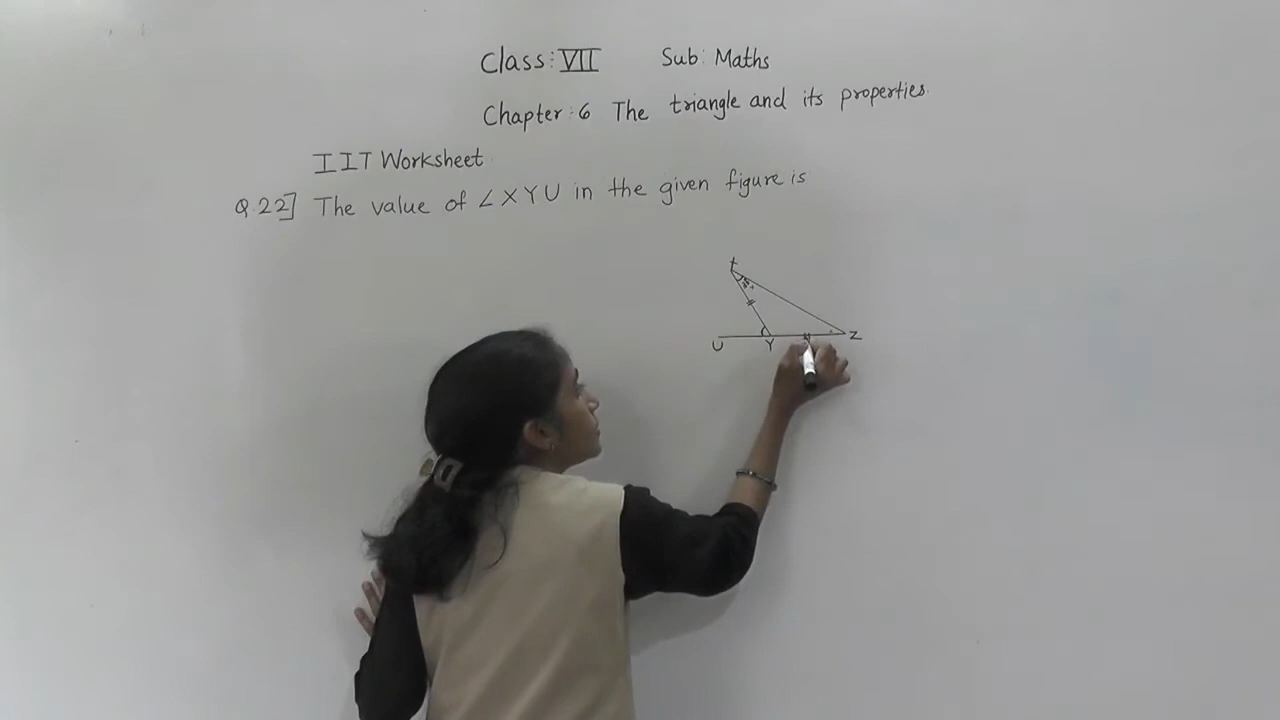 Class: VII Sub: Maths
Chapter: 6 The triangle and its properties.
IIT Worksheet
Q.22] The value of ∠XYU in the given figure is
X
U Y Z